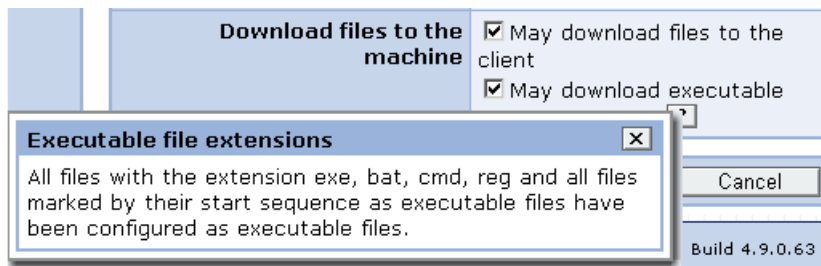 Download files to the
machine
May download files to the
client
May download executable
Executable file extensions
All files with the extension exe, bat, cmd, reg and all files
marked by their start sequence as executable files have
been configured as executable files.
Cancel
Build 4.9.0.63